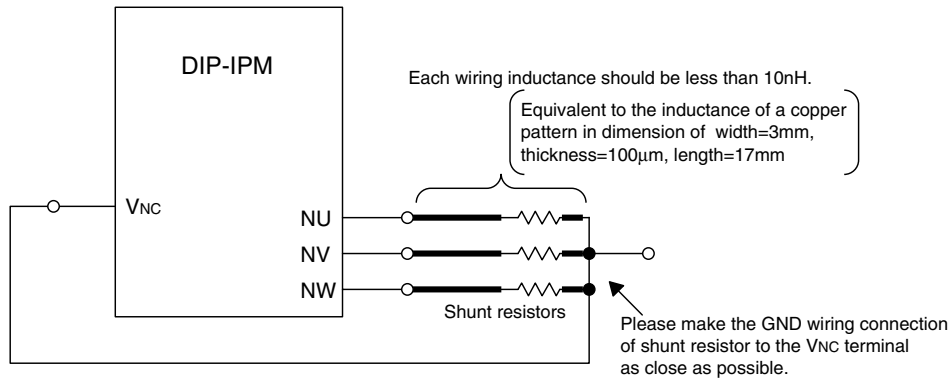 DIP-IPM
Each wiring inductance should be less than 10nH.
Equivalent to the inductance of a copper
pattern in dimension of width=3mm,
thickness=100μm, length=17mm
VNC
NU
NV
NW
Shunt resistors
Please make the GND wiring connection
of shunt resistor to the VNC terminal
as close as possible.